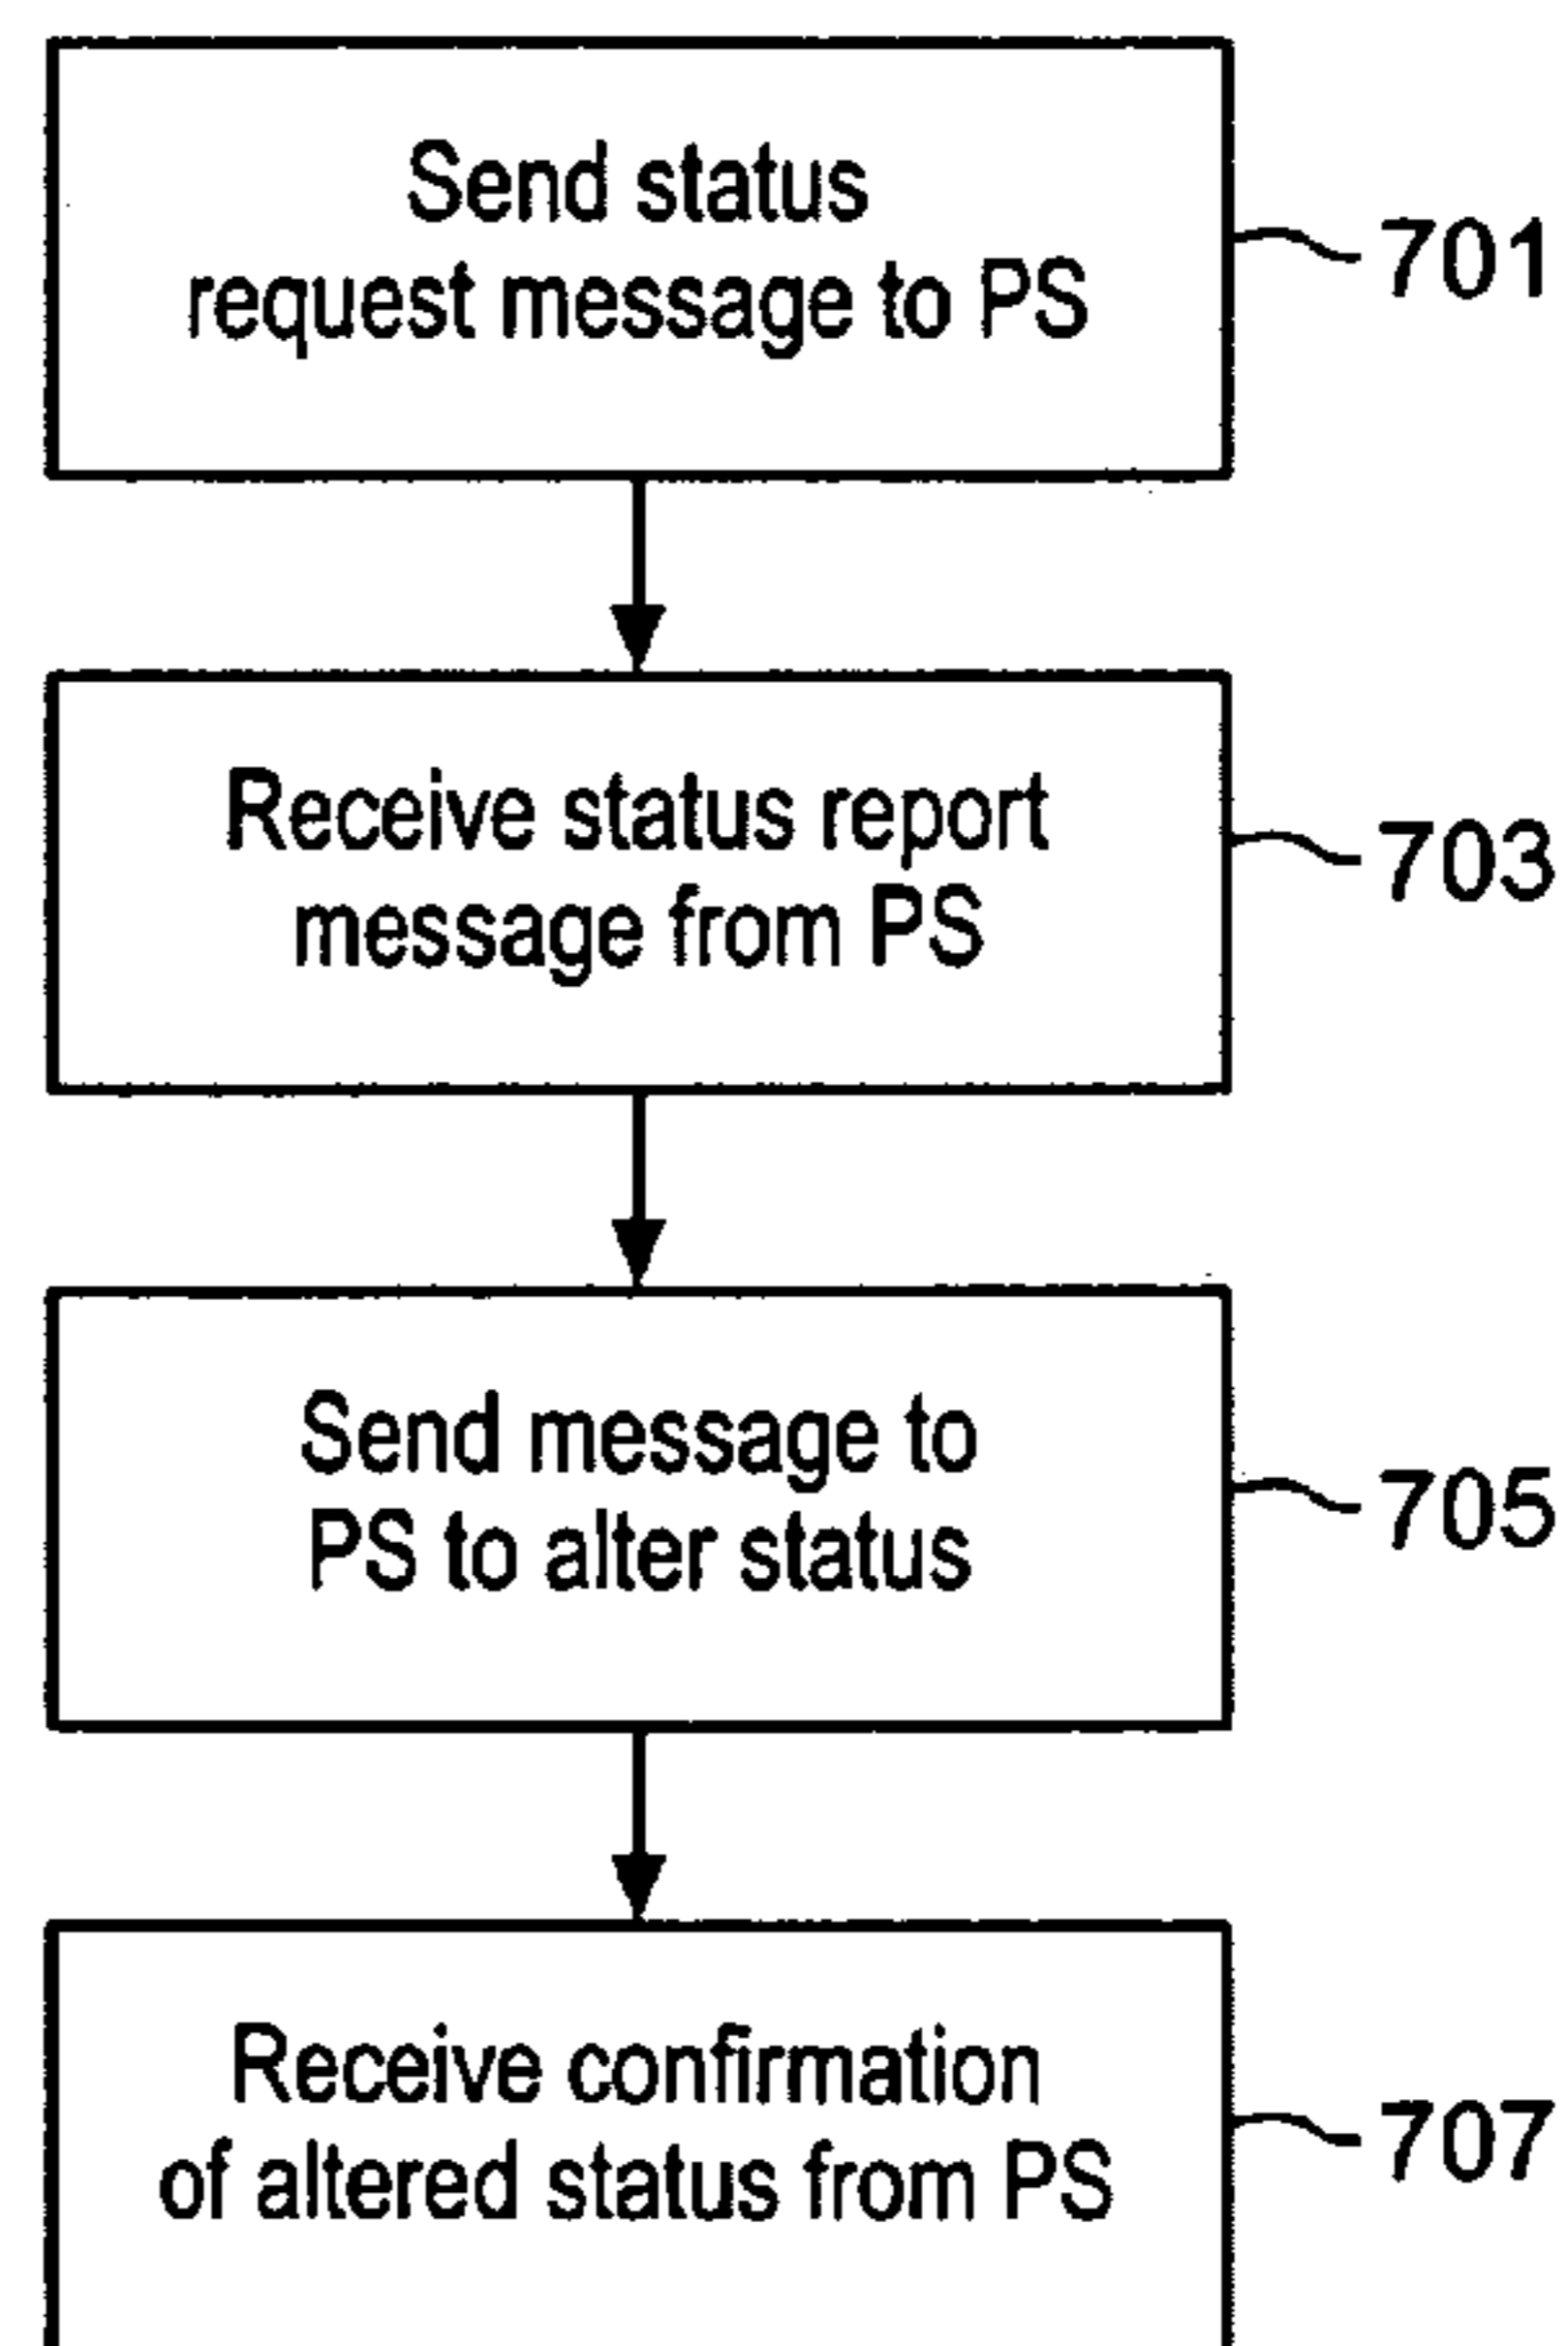 Send status
request message to PS
701
Receive status report
message from PS
703
Send message to
PS to alter status
705
Receive confirmation
of altered status from PS
707